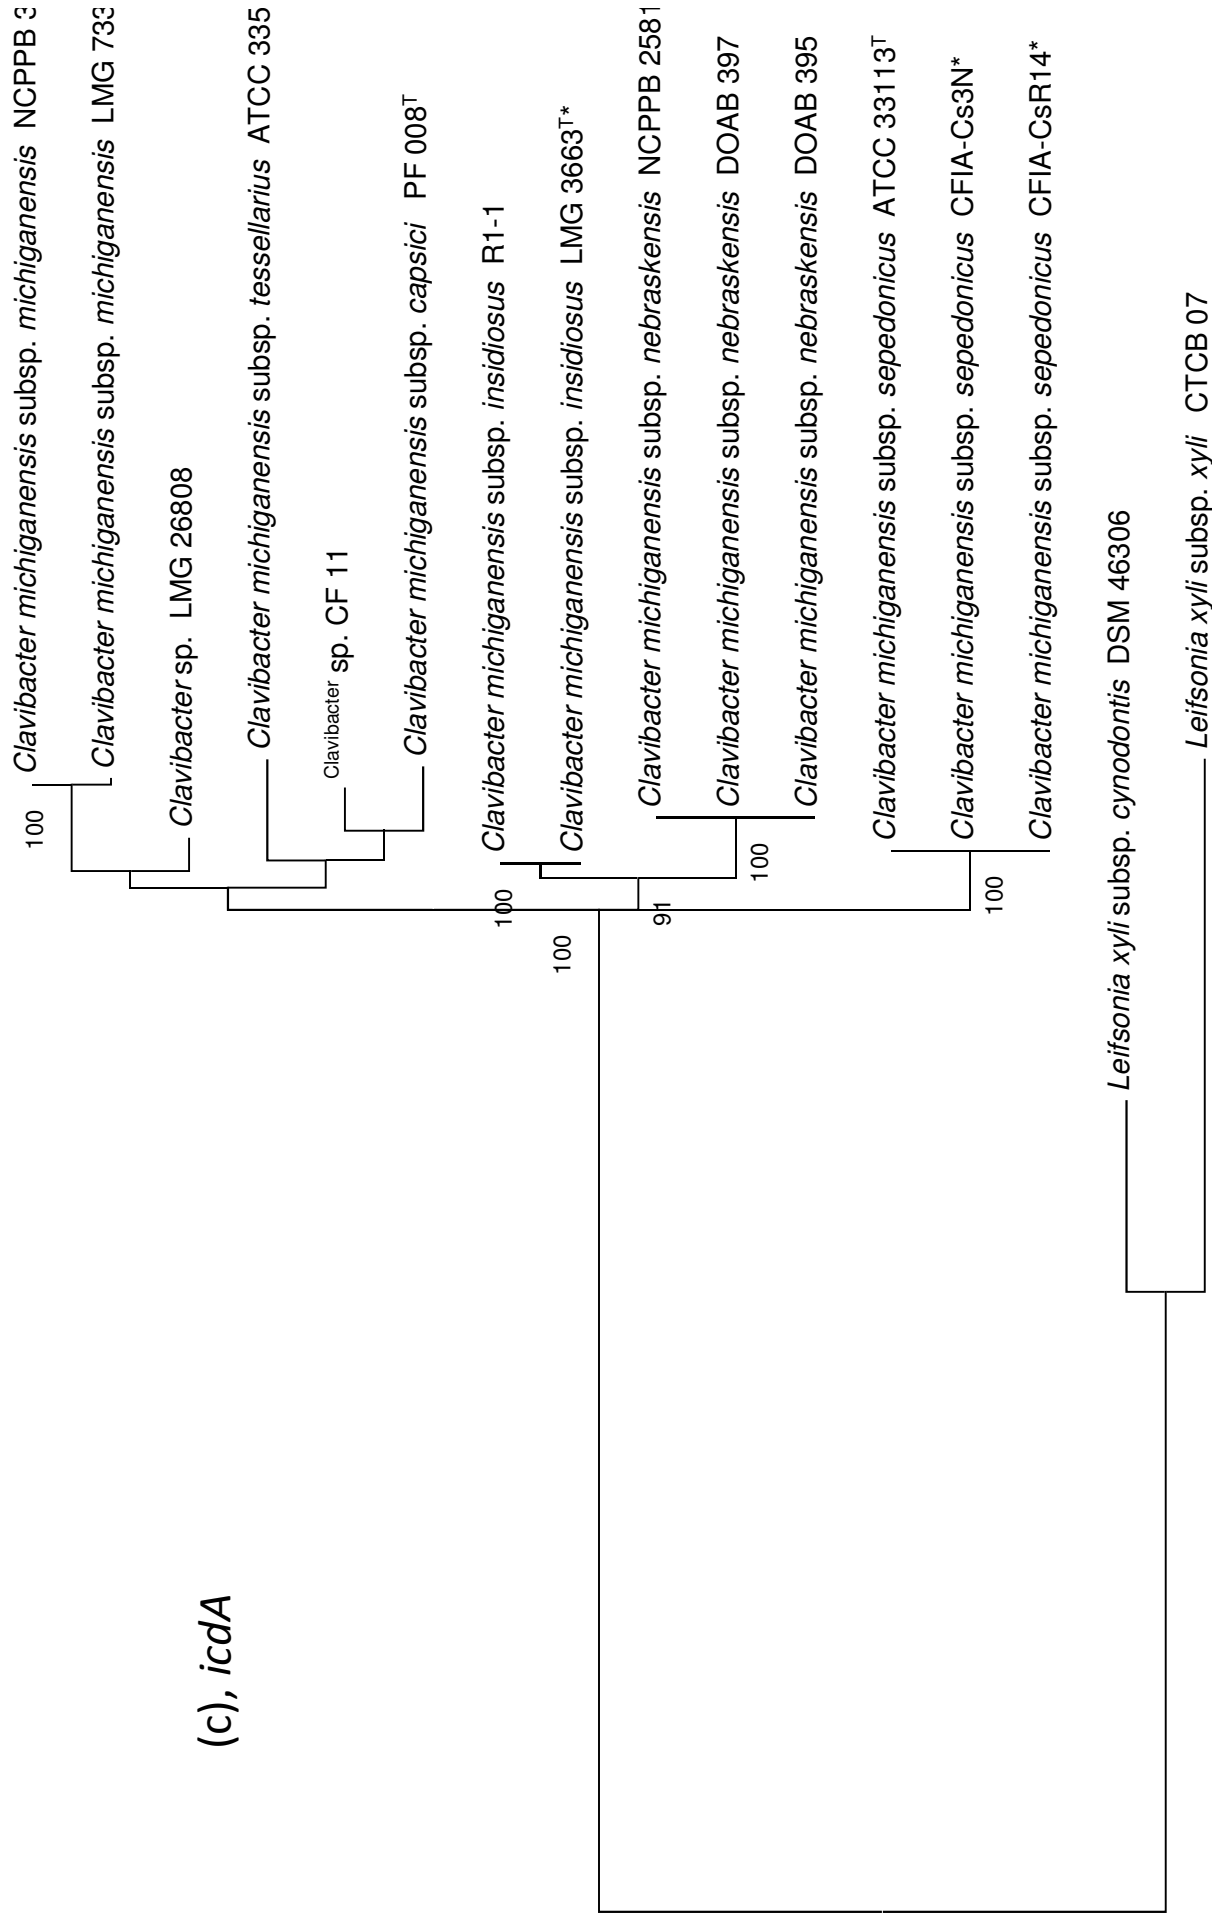 (c), icdA
Clavibacter michiganensis subsp. michiganensis NCPPB
Clavibacter michiganensis subsp. michiganensis LMG 733
Clavibacter sp. LMG 26808
Clavibacter michiganensis subsp. tessellarius ATCC 335
Clavibacter sp. CF 11
Clavibacter michiganensis subsp. capsici PF 008T
Clavibacter michiganensis subsp. insidiosus R1-1
Clavibacter michiganensis subsp. insidiosus LMG 3663T*
Clavibacter michiganensis subsp. nebraskensis NCPPB 2581
Clavibacter michiganensis subsp. nebraskensis DOAB 397
Clavibacter michiganensis subsp. nebraskensis DOAB 395
Clavibacter michiganensis subsp. sepedonicus ATCC 33113T
Clavibacter michiganensis subsp. sepedonicus CFIA-Cs3N*
Clavibacter michiganensis subsp. sepedonicus CFIA-CsR14*
Leifsonia xyli subsp. cynodontis DSM 46306
Leifsonia xyli subsp. xyli CTCB 07
100
100
100
91
100
100